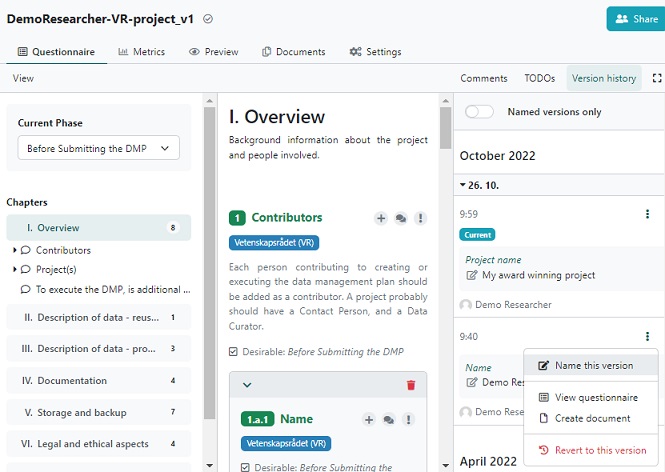 DemoResearcher-VR-project_v1
Share
Questionnaire
Metrics
Preview
Documents
Settings
View
Comments
TODOs
Version history
Current Phase
Before Submitting the DMP
Chapters
I. Overview 8
Contributors
Project(s)
To execute the DMP, is additional ...
II. Description of data - reus... 1
III. Description of data - pro... 3
IV. Documentation 4
V. Storage and backup 7
VI. Legal and ethical aspects 4
I. Overview
Background information about the project
and people involved.
1 Contributors
Vetenskapsrådet (VR)
Each person contributing to creating or
executing the data management plan
should be added as a contributor. A project probably
should have a Contact Person, and a Data
Curator.
Desirable: Before Submitting the DMP
1.a.1 Name
Vetenskapsrådet (VR)
Desirable: Before Submitting the
Named versions only
October 2022
26. 10.
9:59
Current
Project name
My award winning project
Demo Researcher
9:40
Name
Demo Res
Demo Rese
Name this version
View questionnaire
Create document
Revert to this version
April 2022